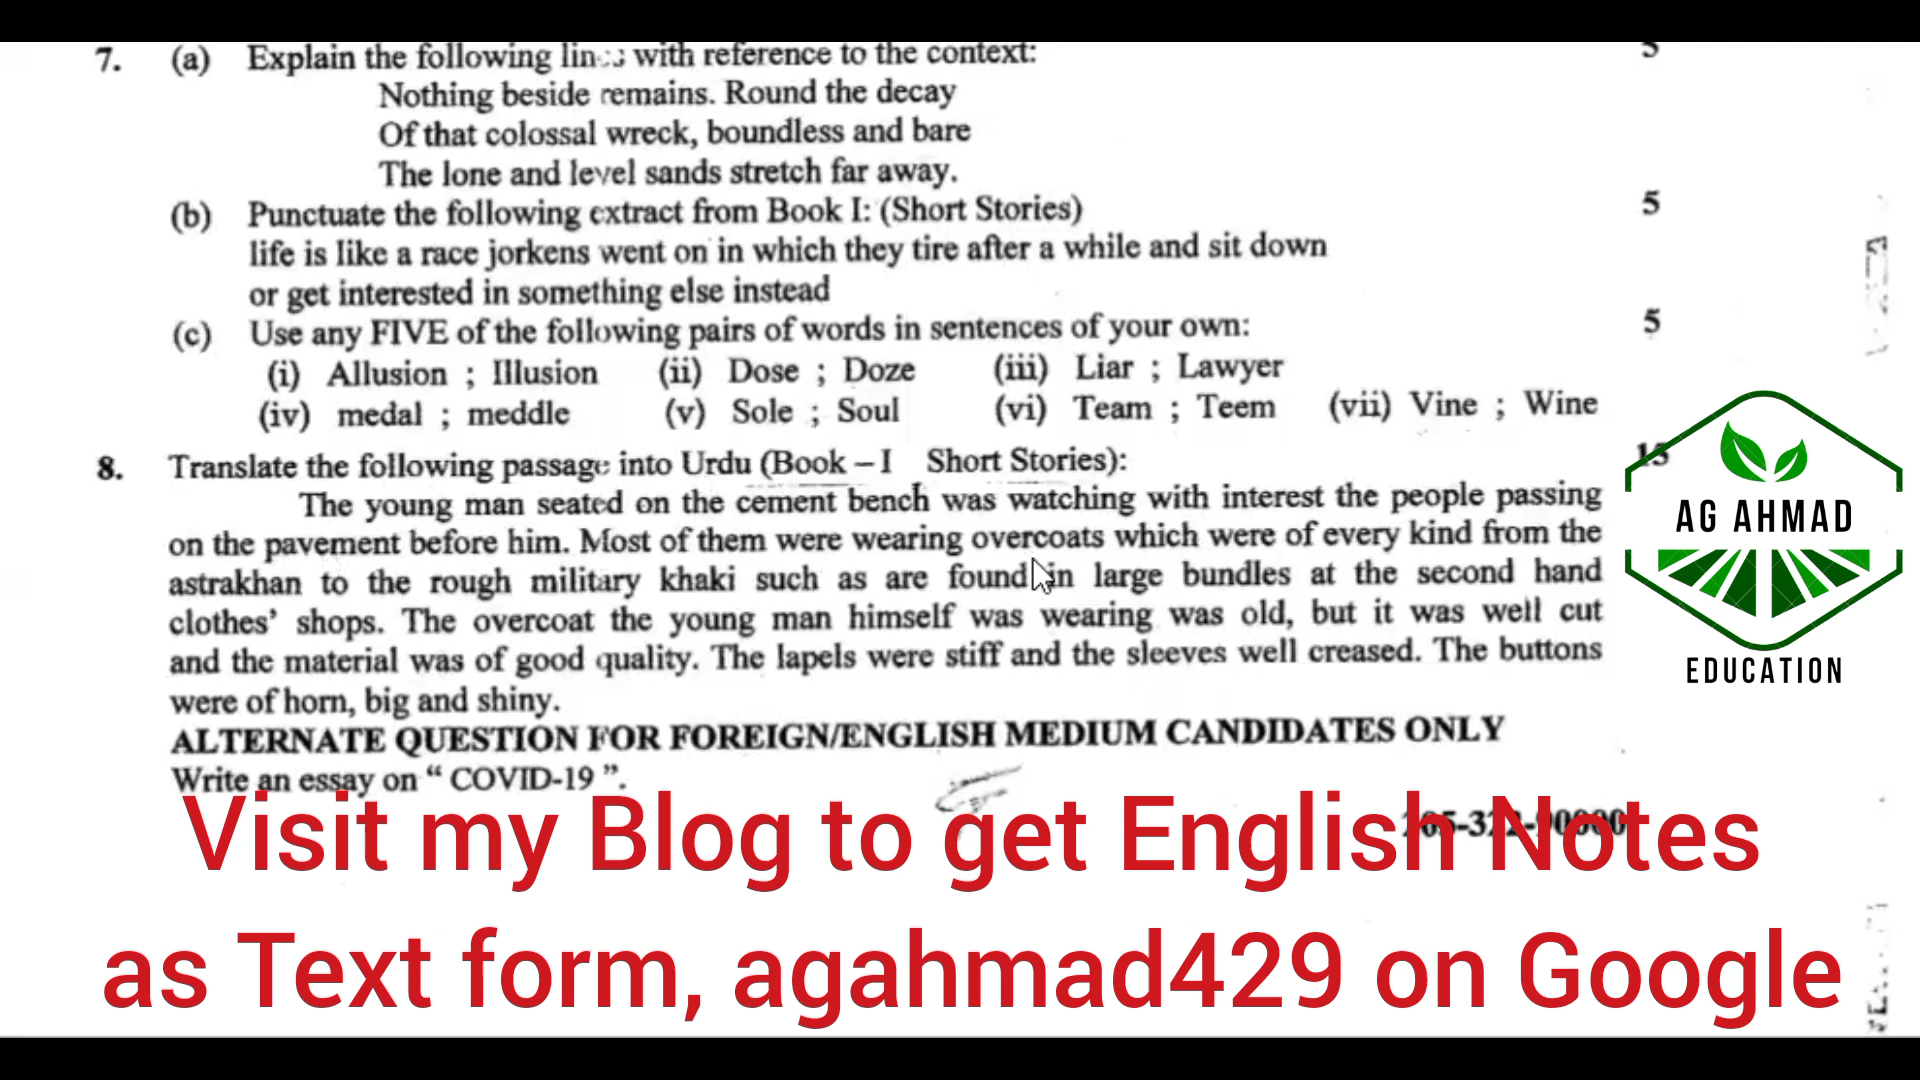 7. (a) Explain the following lines with reference to the context: 5
Nothing beside remains. Round the decay
Of that colossal wreck, boundless and bare
The lone and level sands stretch far away.
(b) Punctuate the following extract from Book I: (Short Stories) 5
life is like a race jorkens went on in which they tire after a while and sit down
or get interested in something else instead
(c) Use any FIVE of the following pairs of words in sentences of your own: 5
(i) Allusion ; Illusion (ii) Dose ; Doze (iii) Liar ; Lawyer
(iv) medal ; meddle (v) Sole ; Soul (vi) Team ; Teem (vii) Vine ; Wine
8. Translate the following passage into Urdu (Book – I Short Stories): 15
The young man seated on the cement bench was watching with interest the people passing
on the pavement before him. Most of them were wearing overcoats which were of every kind from the
astrakhan to the rough military khaki such as are found in large bundles at the second hand
clothes' shops. The overcoat the young man himself was wearing was old, but it was well cut
and the material was of good quality. The lapels were stiff and the sleeves well creased. The buttons
were of horn, big and shiny.
ALTERNATE QUESTION FOR FOREIGN/ENGLISH MEDIUM CANDIDATES ONLY
Write an essay on “ COVID-19 ”.
AG AHMAD
EDUCATION
Visit my Blog to get English Notes
as Text form, agahmad429 on Google